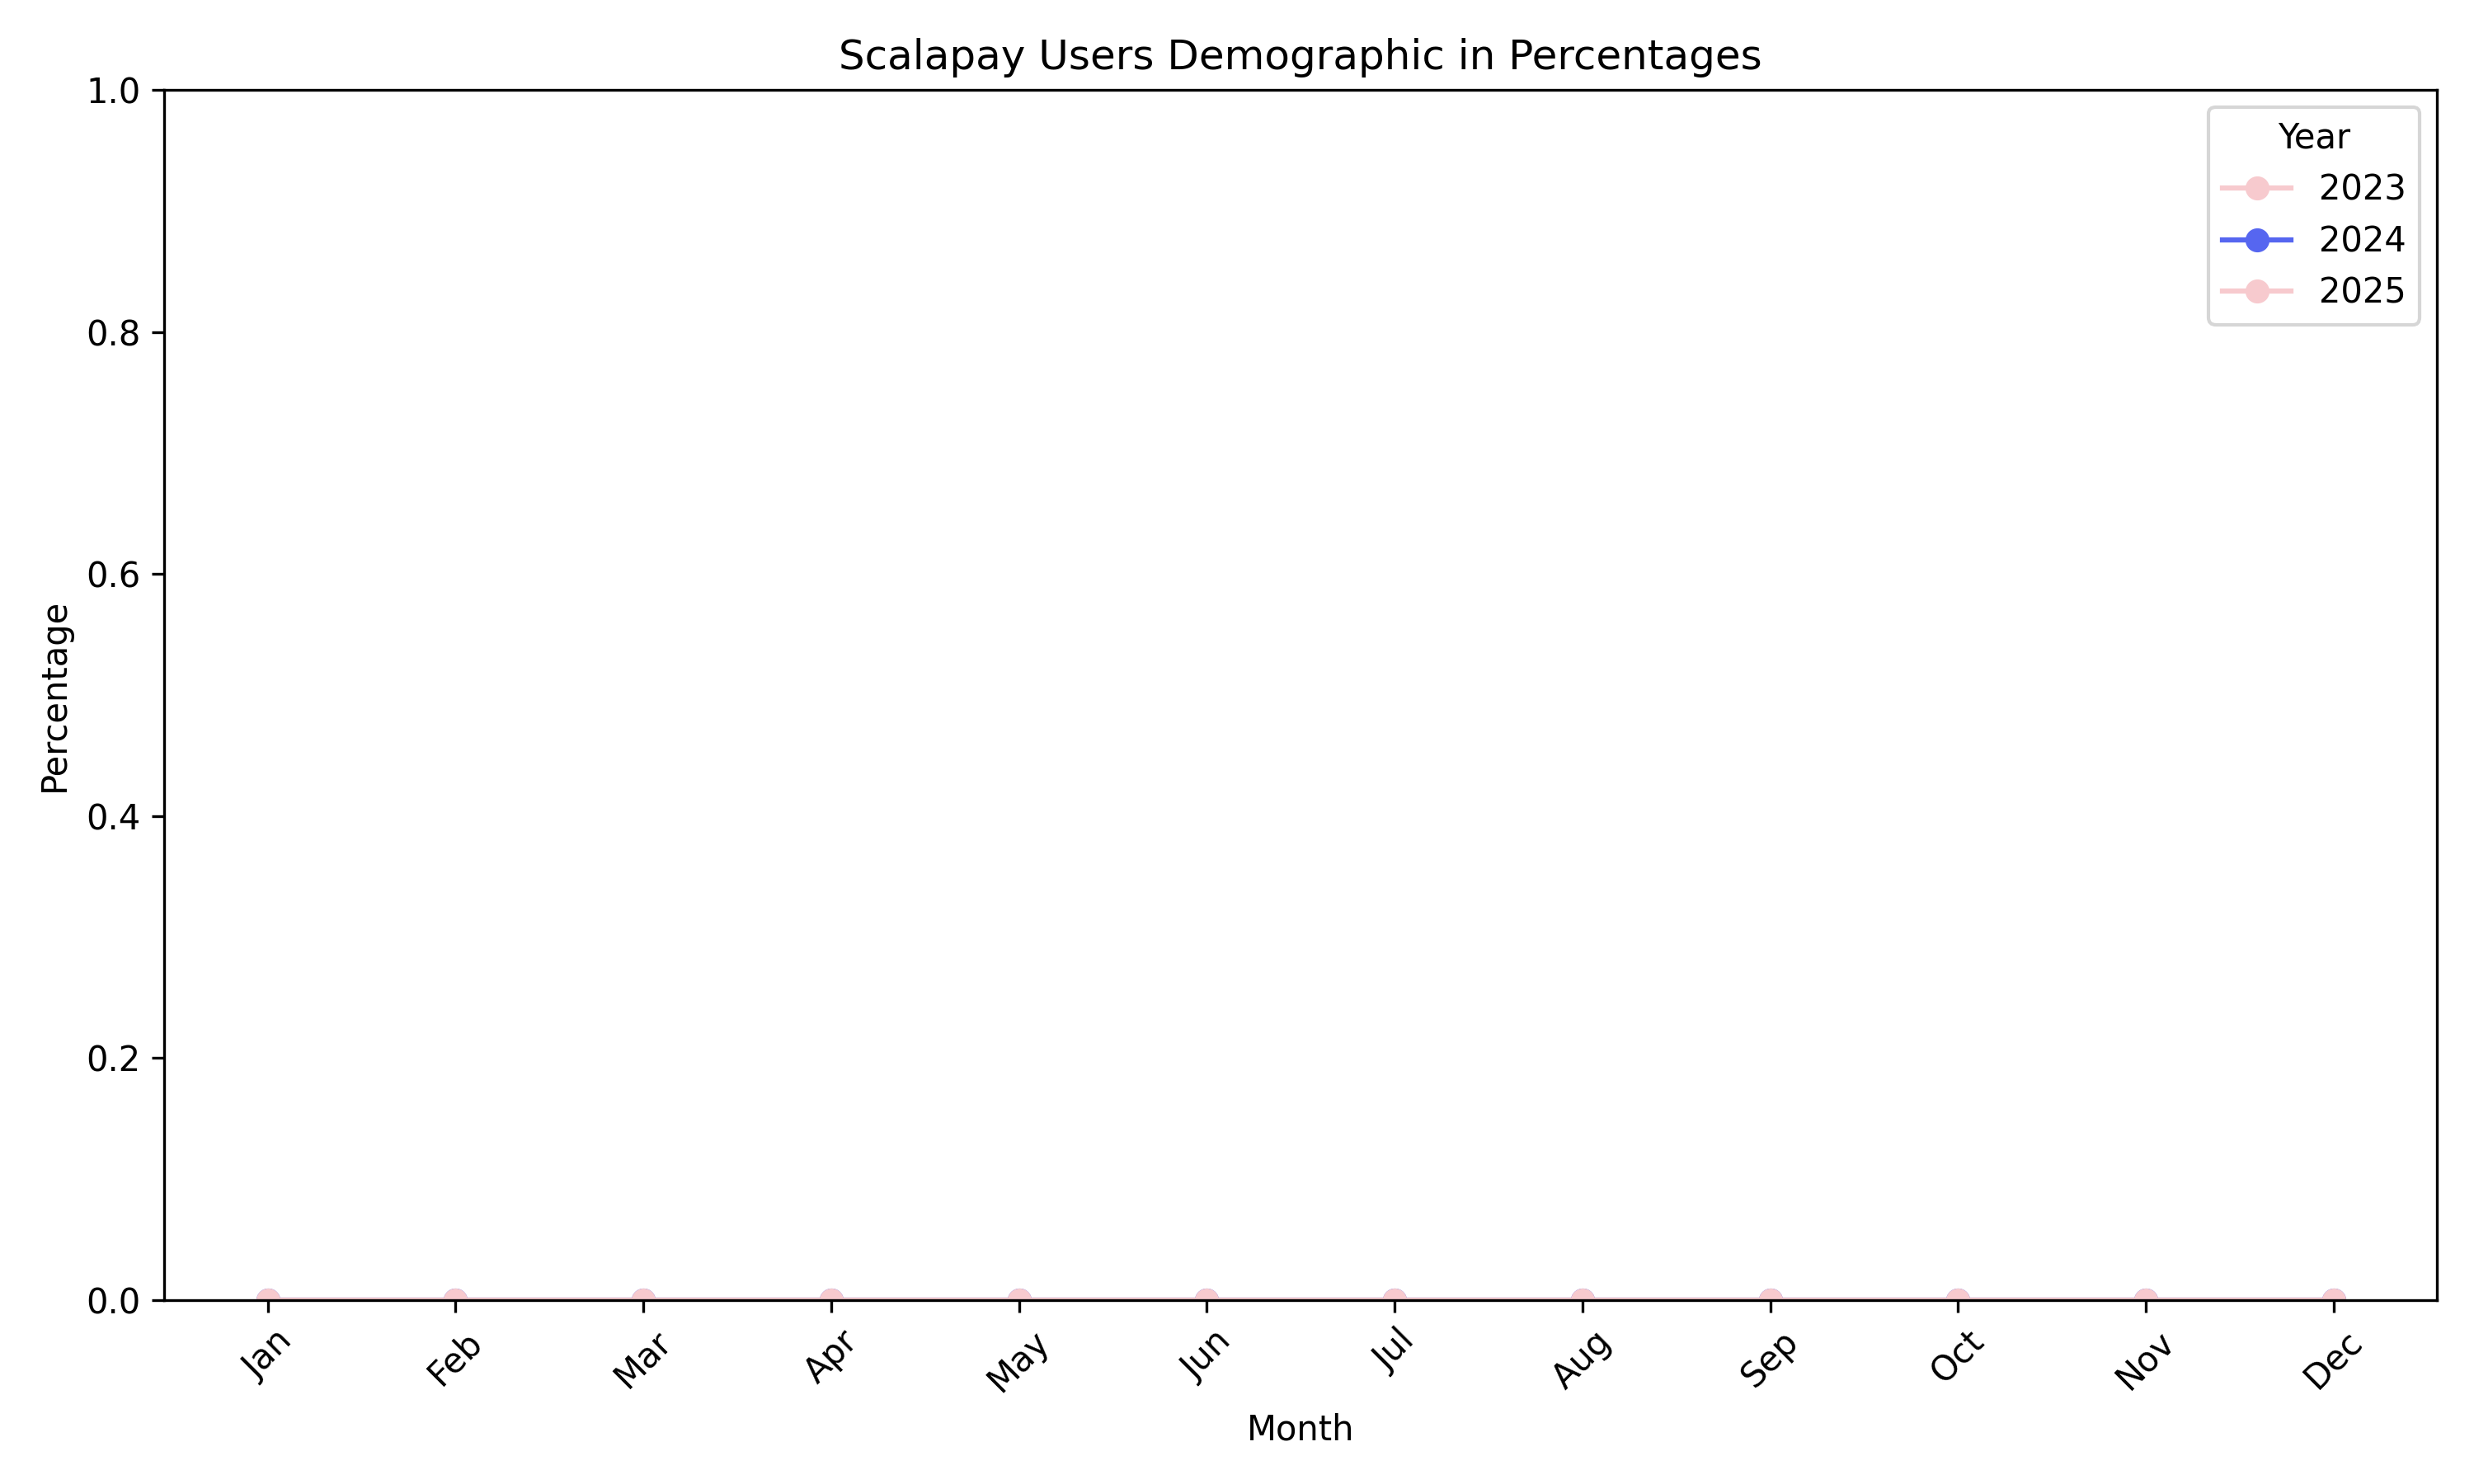 Scalapay Users Demographic in Percentages
1.0
0.8
0.6
0.4
0.2
0.0
Percentage
Year
2023
2024
2025
Jan
Feb
Mar
Apr
May
Jun
Jul
Aug
Sep
Oct
Nov
Dec
Month